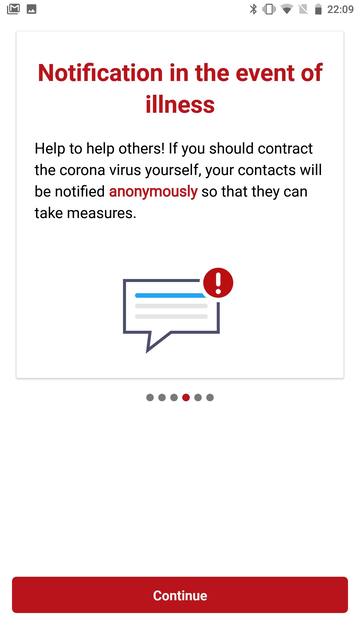 22:09
Notification in the event of
illness
Help to help others! If you should contract
the corona virus yourself, your contacts will
be notified anonymously so that they can
take measures.
Continue